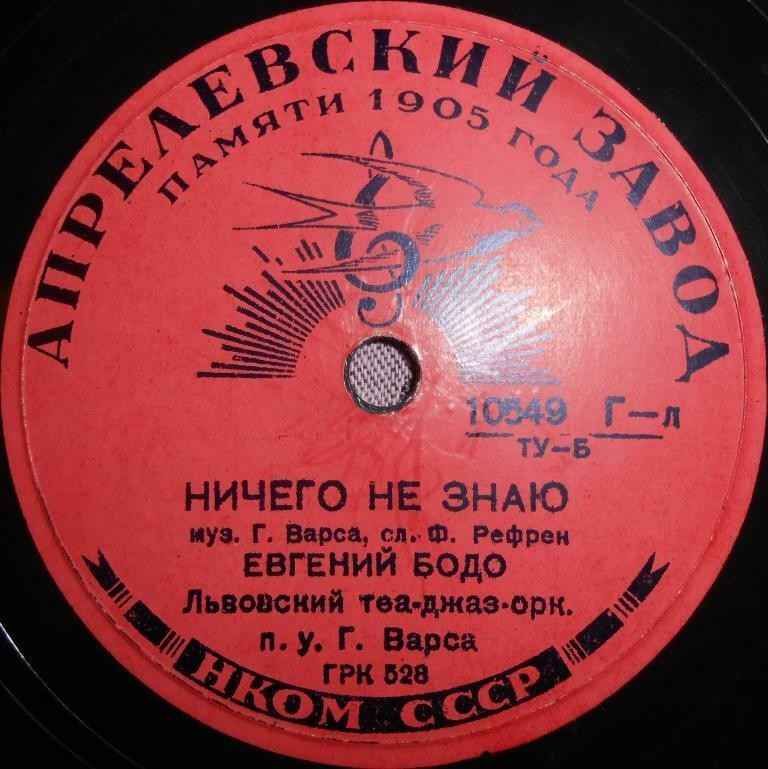 АПРЕЛЕВСКИЙ ЗАВОД
ПАМЯТИ 1905 ГОДА
10549 Г-л
ТУ-Б
НИЧЕГО НЕ ЗНАЮ
муз. Г. Варса, сл. Ф. Рефрен
ЕВГЕНИЙ БОДО
Львовский теа-джаз-орк.
п. у. Г. Варса
ГРК 528
НКОМ СССР